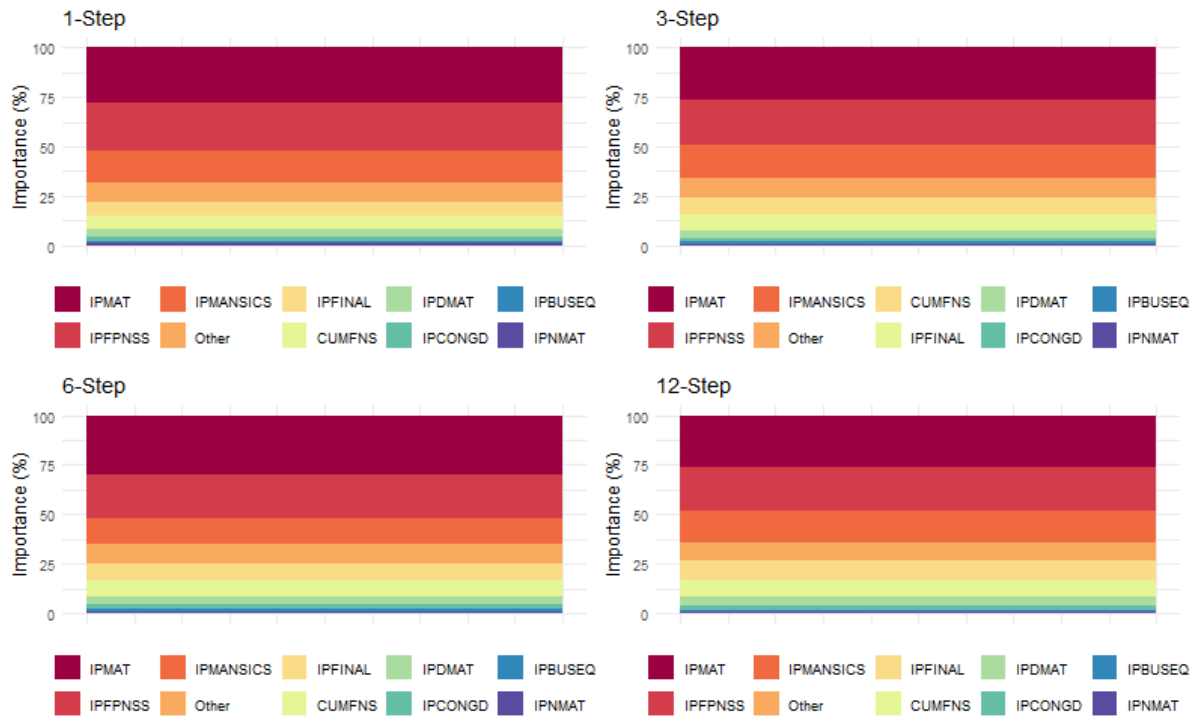 1-Step
Importance (%)
100
75
50
25
0
IPMAT IPMANSICS IPFINAL IPDMAT IPBUSEQ
IPFPNSS Other CUMFNS IPCONGD IPNMAT
3-Step
Importance (%)
100
75
50
25
0
IPMAT IPMANSICS CUMFNS IPDMAT IPBUSEQ
IPFPNSS Other IPFINAL IPCONGD IPNMAT
6-Step
Importance (%)
100
75
50
25
0
IPMAT IPMANSICS IPFINAL IPDMAT IPBUSEQ
IPFPNSS Other CUMFNS IPCONGD IPNMAT
12-Step
Importance (%)
100
75
50
25
0
IPMAT IPMANSICS IPFINAL IPDMAT IPBUSEQ
IPFPNSS Other CUMFNS IPCONGD IPNMAT